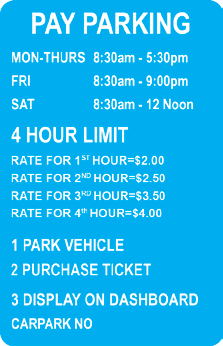 PAY PARKING
MON-THURS 8:30am - 5:30pm
FRI 8:30am - 9:00pm
SAT 8:30am - 12 Noon
4 HOUR LIMIT
RATE FOR 1ST HOUR=$2.00
RATE FOR 2ND HOUR=$2.50
RATE FOR 3RD HOUR=$3.50
RATE FOR 4th HOUR=$4.00
1 PARK VEHICLE
2 PURCHASE TICKET
3 DISPLAY ON DASHBOARD
CARPARK NO